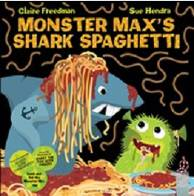 Claire Freedman Sue Hendra
MONSTER MAX'S
SHARK SPAGHETTI